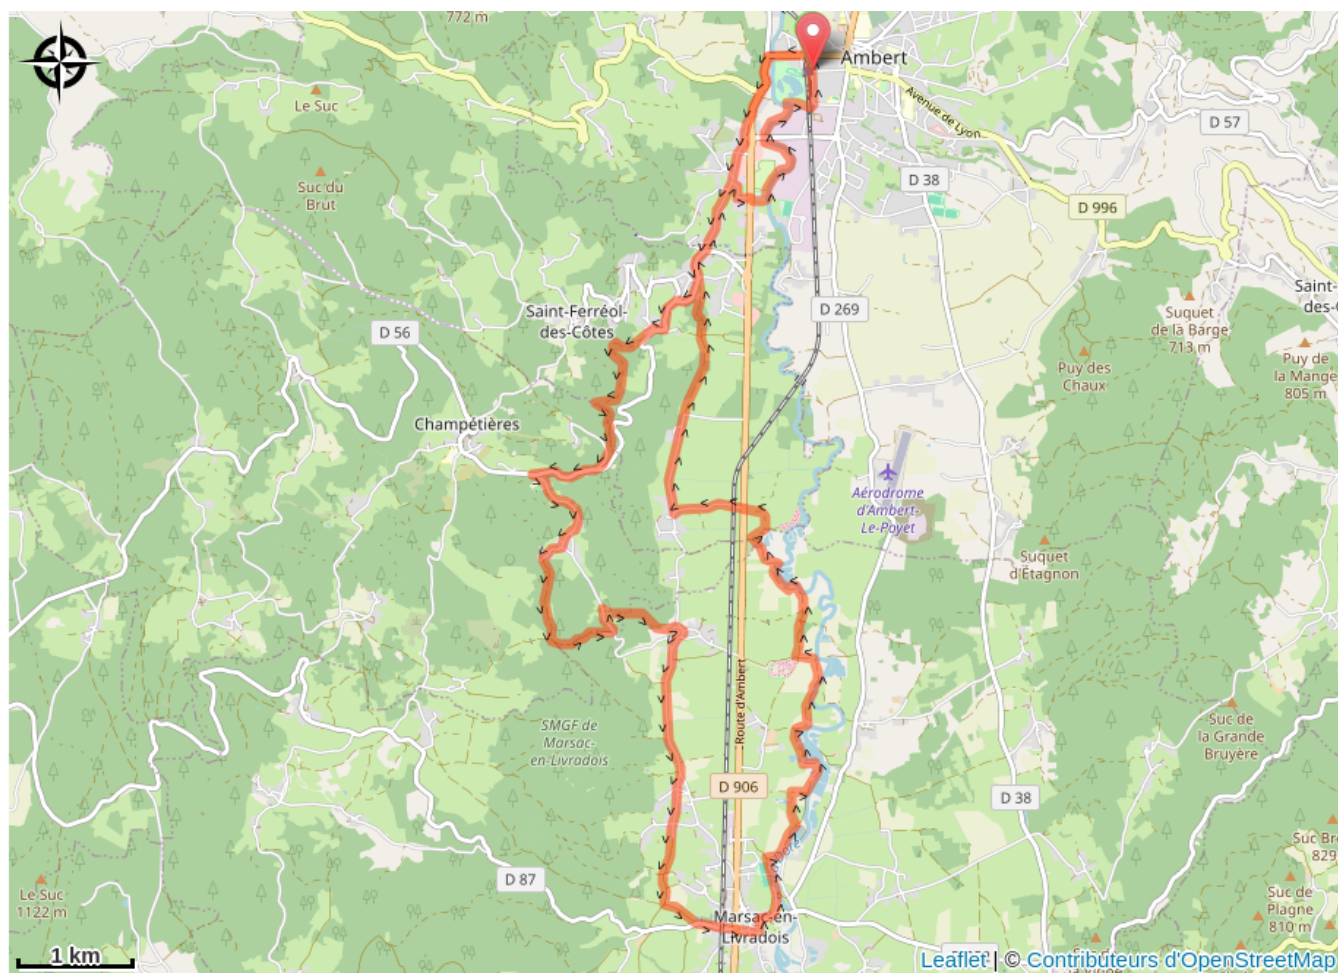 772 m
Ambert
Le Suc
Avenue de Lyon
D 57
Suc du
Brut
D 38
D 996
Saint-Ferréol-
des-Côtes
D 56
D 269
Saint-
Suquet
de la Barge
713 m
Puy des
Chaux
Puy de
la Mange
805 m
Champétières
Aérodrome
d'Ambert-
Le-Poyet
Suquet
d'Étagnon
Route d'Ambert
SMGF de
Marsac-
en-Livradois
Suc de
la Grande
Bruyère
D 906
D 38
D 87
Le Suc
1122 m
Suc de
Plagne
810 m
829
Marsac-en-
Livradois
1 km
Leaflet | © Contributeurs d'OpenStreetMap